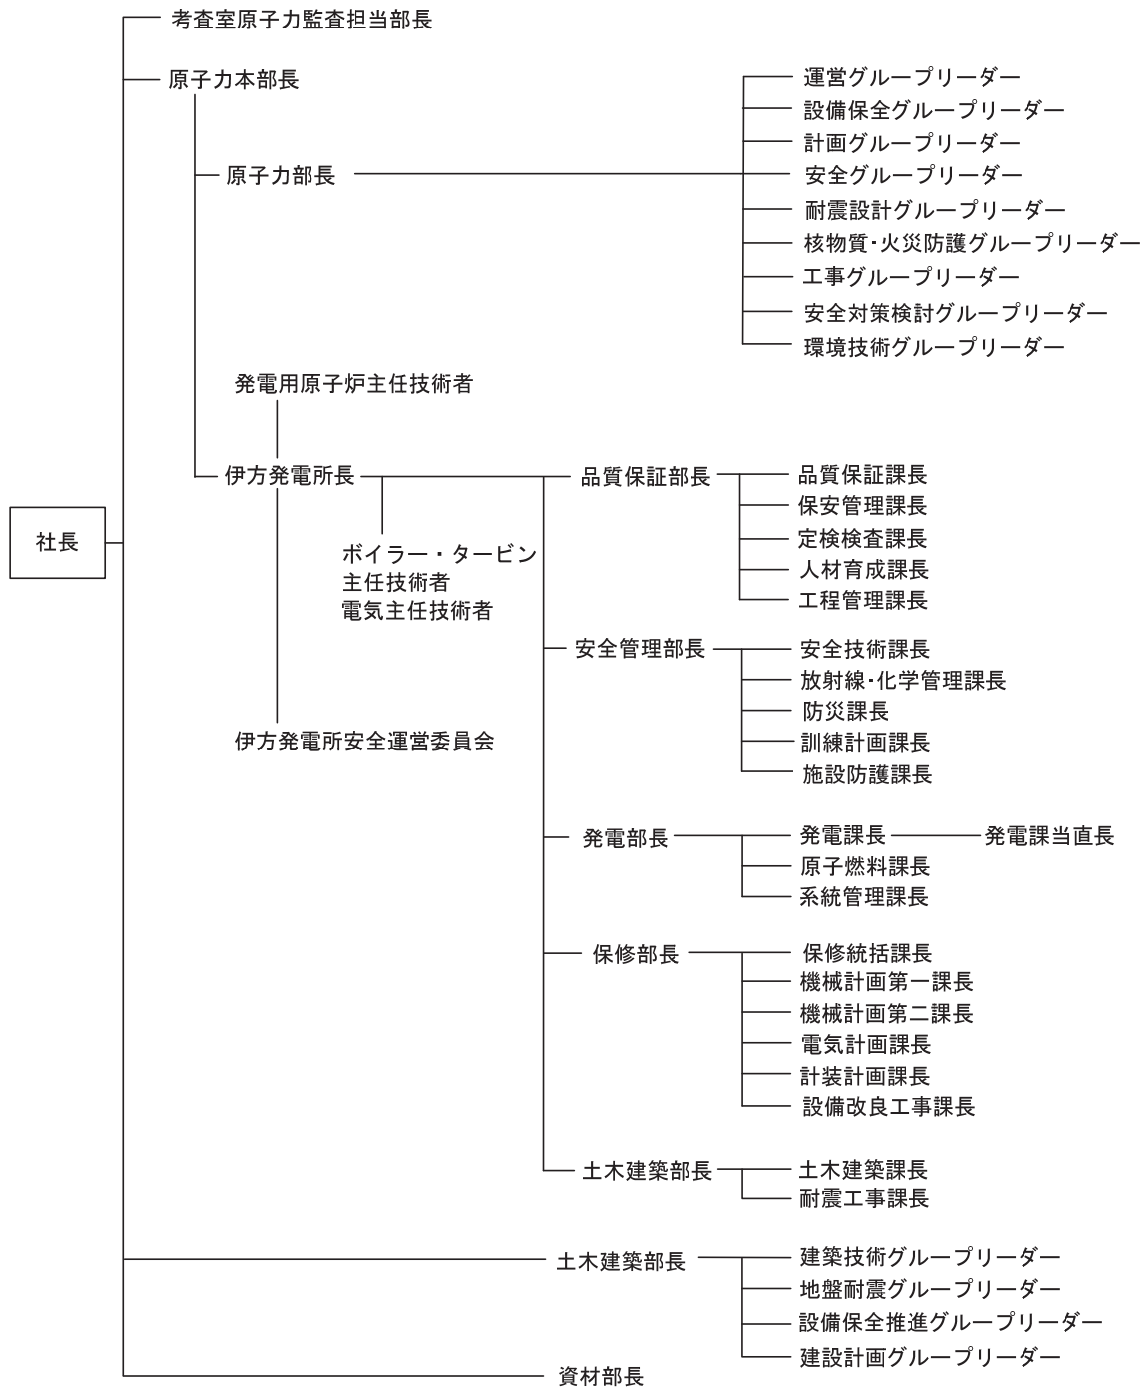 考査室原子力監査担当部長
原子力本部長
運営グループリーダー
設備保全グループリーダー
計画グループリーダー
原子力部長
安全グループリーダー
耐震設計グループリーダー
核物質・火災防護グループリーダー
工事グループリーダー
安全対策検討グループリーダー
環境技術グループリーダー
発電用原子炉主任技術者
伊方発電所長
社長
ボイラー・タービン
主任技術者
電気主任技術者
伊方発電所安全運営委員会
品質保証部長
品質保証課長
保安管理課長
定検検査課長
人材育成課長
工程管理課長
安全管理部長
安全技術課長
放射線・化学管理課長
防災課長
訓練計画課長
施設防護課長
発電部長
発電課長
発電課当直長
原子燃料課長
系統管理課長
保修部長
保修統括課長
機械計画第一課長
機械計画第二課長
電気計画課長
計装計画課長
設備改良工事課長
土木建築部長
土木建築課長
耐震工事課長
土木建築部長
建築技術グループリーダー
地盤耐震グループリーダー
設備保全推進グループリーダー
建設計画グループリーダー
資材部長